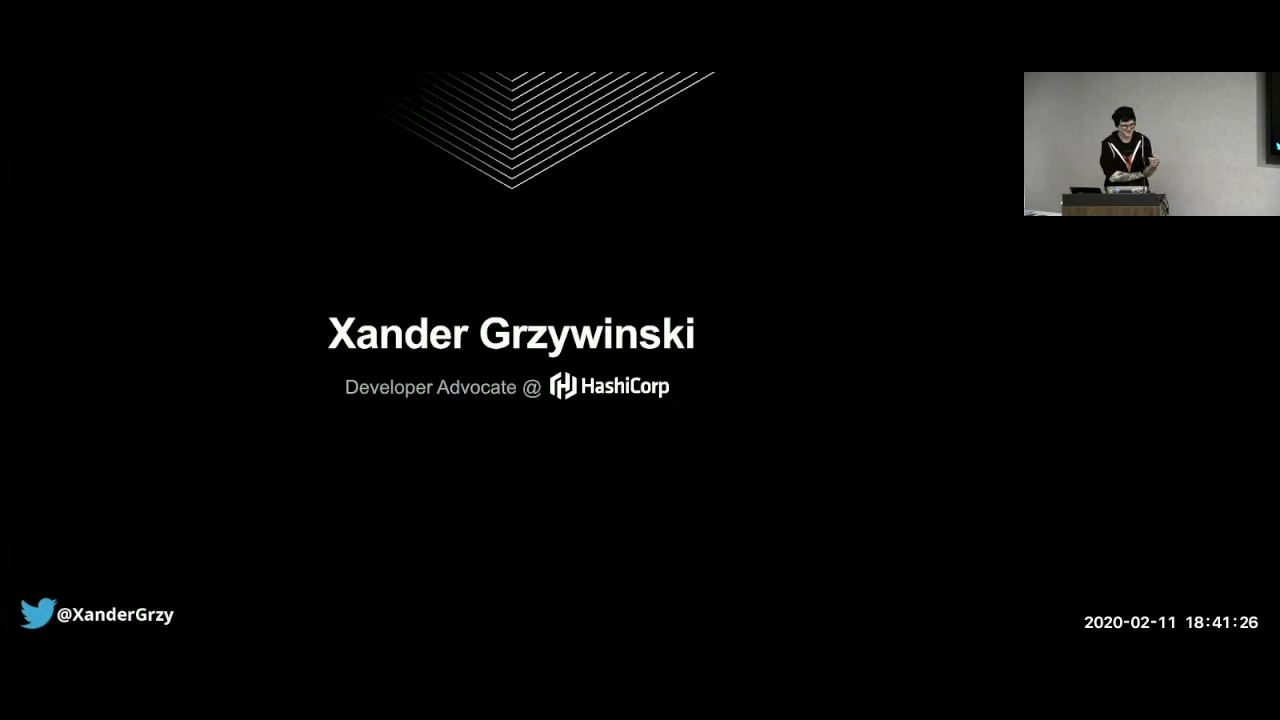 Xander Grzywinski
Developer Advocate @ HashiCorp
@XanderGrzy
2020-02-11 18:41:26